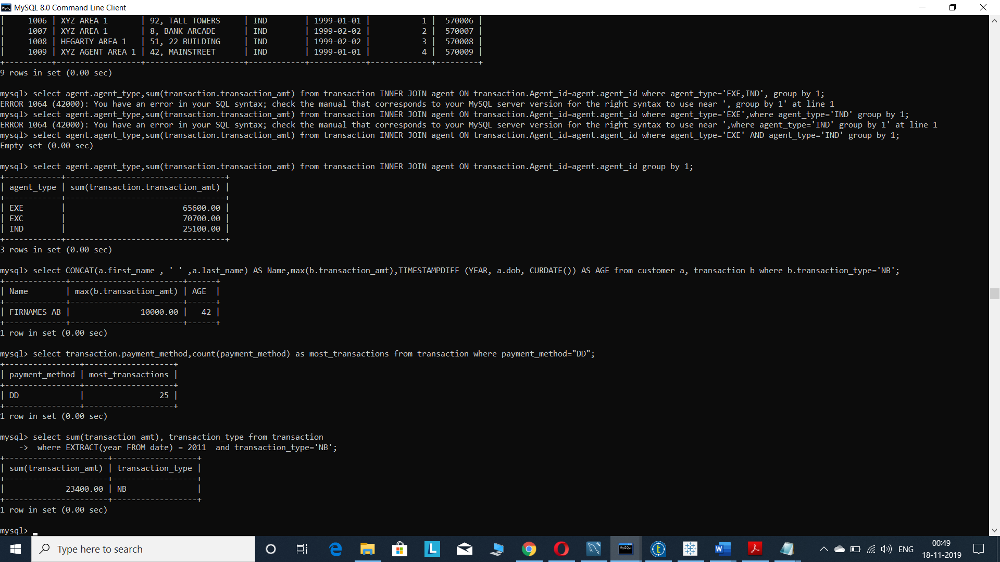 MySQL 8.0 Command Line Client
|     1006 | XYZ AREA 1       | 92, TALL TOWERS     | IND        | 1999-01-01 |           1 |  570006 |
|     1007 | XYZ AREA 1       | 8, BANK ARCADE      | IND        | 1999-02-02 |           2 |  570007 |
|     1008 | HEGARTY AREA 1   | 51, 22 BUILDING     | IND        | 1999-02-02 |           3 |  570008 |
|     1009 | XYZ AGENT AREA 1 | 42, MAINSTREET      | IND        | 1999-01-01 |           4 |  570009 |
+----------+------------------+---------------------+------------+------------+-------------+---------+
9 rows in set (0.00 sec)
mysql> select agent.agent_type,sum(transaction.transaction_amt) from transaction INNER JOIN agent ON transaction.Agent_id=agent.agent_id where agent_type='EXE,IND', group by 1;
ERROR 1064 (42000): You have an error in your SQL syntax; check the manual that corresponds to your MySQL server version for the right syntax to use near ', group by 1' at line 1
mysql> select agent.agent_type,sum(transaction.transaction_amt) from transaction INNER JOIN agent ON transaction.Agent_id=agent.agent_id where agent_type='EXE',where agent_type='IND' group by 1;
ERROR 1064 (42000): You have an error in your SQL syntax; check the manual that corresponds to your MySQL server version for the right syntax to use near ',where agent_type='IND' group by 1' at line 1
mysql> select agent.agent_type,sum(transaction.transaction_amt) from transaction INNER JOIN agent ON transaction.Agent_id=agent.agent_id where agent_type='EXE' AND agent_type='IND' group by 1;
Empty set (0.00 sec)
mysql> select agent.agent_type,sum(transaction.transaction_amt) from transaction INNER JOIN agent ON transaction.Agent_id=agent.agent_id group by 1;
+------------+----------------------------------+
| agent_type | sum(transaction.transaction_amt) |
+------------+----------------------------------+
| EXE        |                         65600.00 |
| EXC        |                         70700.00 |
| IND        |                         25100.00 |
+------------+----------------------------------+
3 rows in set (0.00 sec)
mysql> select CONCAT(a.first_name , ' ' ,a.last_name) AS Name,max(b.transaction_amt),TIMESTAMPDIFF (YEAR, a.dob, CURDATE()) AS AGE from customer a, transaction b where b.transaction_type='NB';
+-------------+------------------------+------+
| Name        | max(b.transaction_amt) | AGE  |
+-------------+------------------------+------+
| FIRNAMES AB |               10000.00 |   42 |
+-------------+------------------------+------+
1 row in set (0.00 sec)
mysql> select transaction.payment_method,count(payment_method) as most_transactions from transaction where payment_method="DD";
+----------------+-------------------+
| payment_method | most_transactions |
+----------------+-------------------+
| DD             |                25 |
+----------------+-------------------+
1 row in set (0.00 sec)
mysql> select sum(transaction_amt), transaction_type from transaction
    ->  where EXTRACT(year FROM date) = 2011  and transaction_type='NB';
+----------------------+------------------+
| sum(transaction_amt) | transaction_type |
+----------------------+------------------+
|             23400.00 | NB               |
+----------------------+------------------+
1 row in set (0.00 sec)
mysql>
Type here to search
L
MySQL
t
W
ENG
00:49
18-11-2019